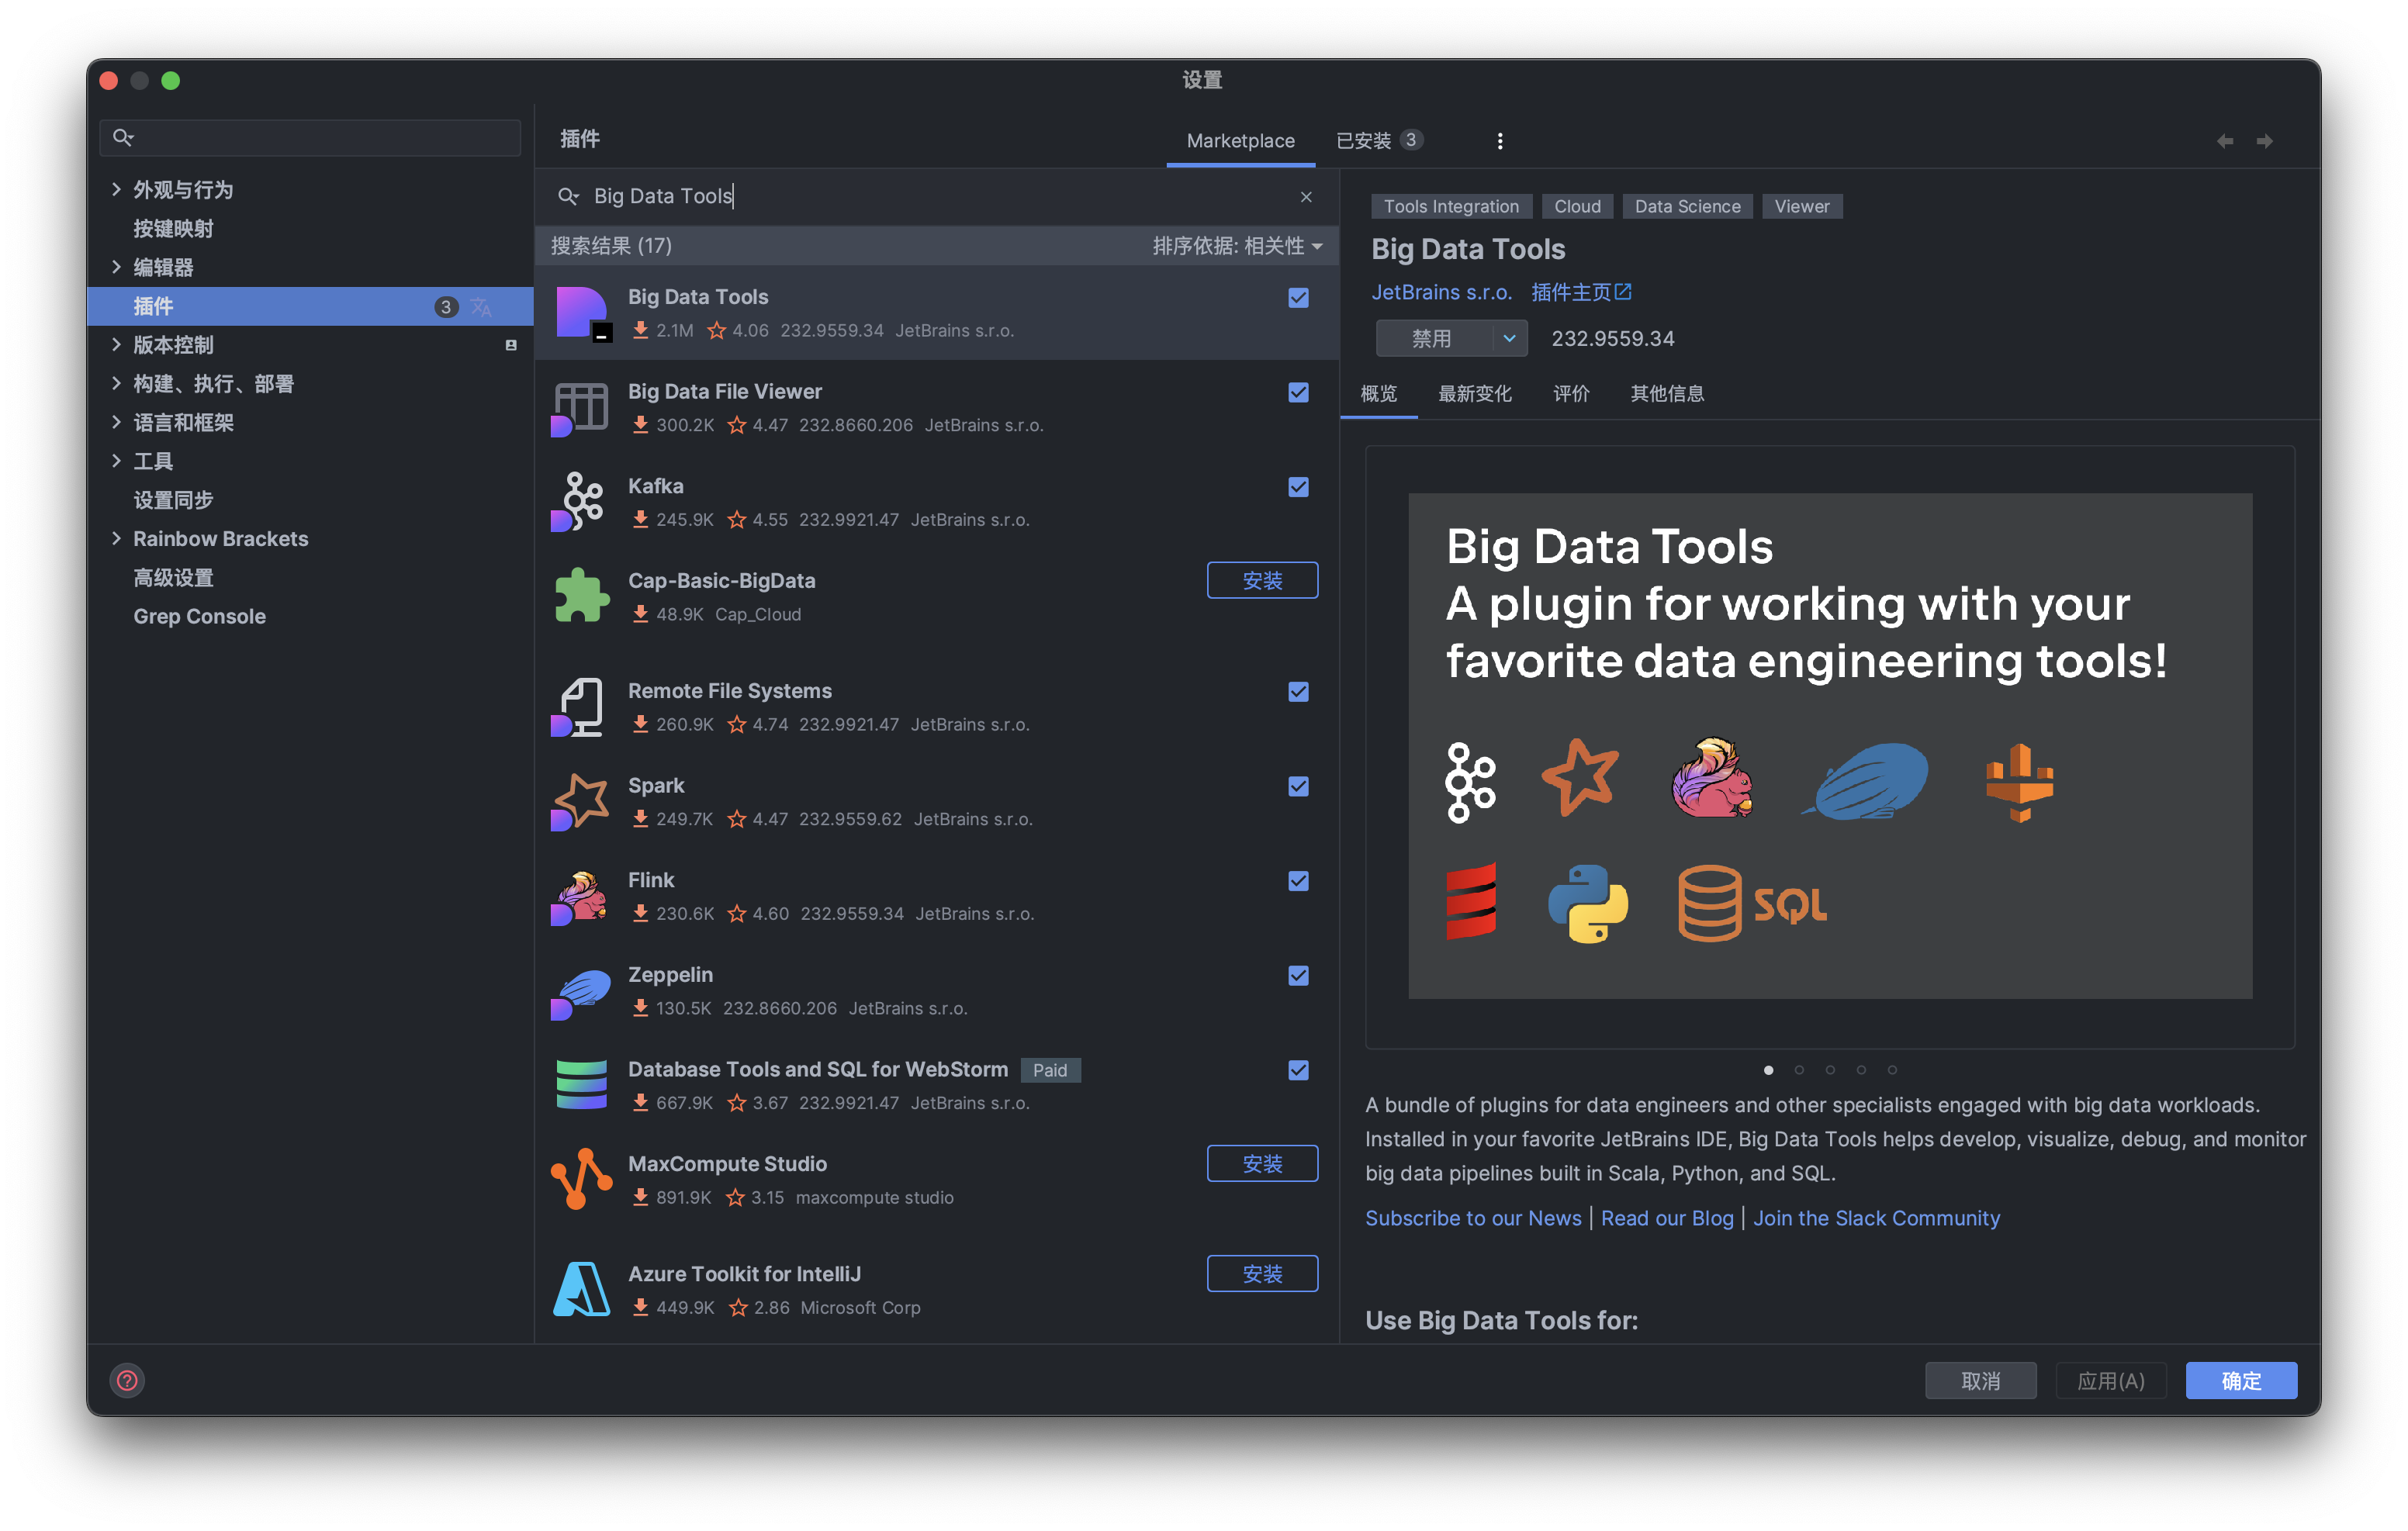 设置
插件
Marketplace
已安装 3
外观与行为
按键映射
编辑器
插件 3
版本控制
构建、执行、部署
语言和框架
工具
设置同步
Rainbow Brackets
高级设置
Grep Console
Big Data Tools
搜索结果 (17) 排序依据: 相关性
Big Data Tools
2.1M 4.06 232.9559.34 JetBrains s.r.o.
Big Data File Viewer
300.2K 4.47 232.8660.206 JetBrains s.r.o.
Kafka
245.9K 4.55 232.9921.47 JetBrains s.r.o.
Cap-Basic-BigData 安装
48.9K Cap_Cloud
Remote File Systems
260.9K 4.74 232.9921.47 JetBrains s.r.o.
Spark
249.7K 4.47 232.9559.62 JetBrains s.r.o.
Flink
230.6K 4.60 232.9559.34 JetBrains s.r.o.
Zeppelin
130.5K 232.8660.206 JetBrains s.r.o.
Database Tools and SQL for WebStorm Paid
667.9K 3.67 232.9921.47 JetBrains s.r.o.
MaxCompute Studio 安装
891.9K 3.15 maxcompute studio
Azure Toolkit for IntelliJ 安装
449.9K 2.86 Microsoft Corp
Tools Integration Cloud Data Science Viewer
Big Data Tools
JetBrains s.r.o. 插件主页
禁用 232.9559.34
概览 最新变化 评价 其他信息
Big Data Tools
A plugin for working with your
favorite data engineering tools!
SQL
A bundle of plugins for data engineers and other specialists engaged with big data workloads.
Installed in your favorite JetBrains IDE, Big Data Tools helps develop, visualize, debug, and monitor
big data pipelines built in Scala, Python, and SQL.
Subscribe to our News | Read our Blog | Join the Slack Community
Use Big Data Tools for:
取消 应用(A) 确定